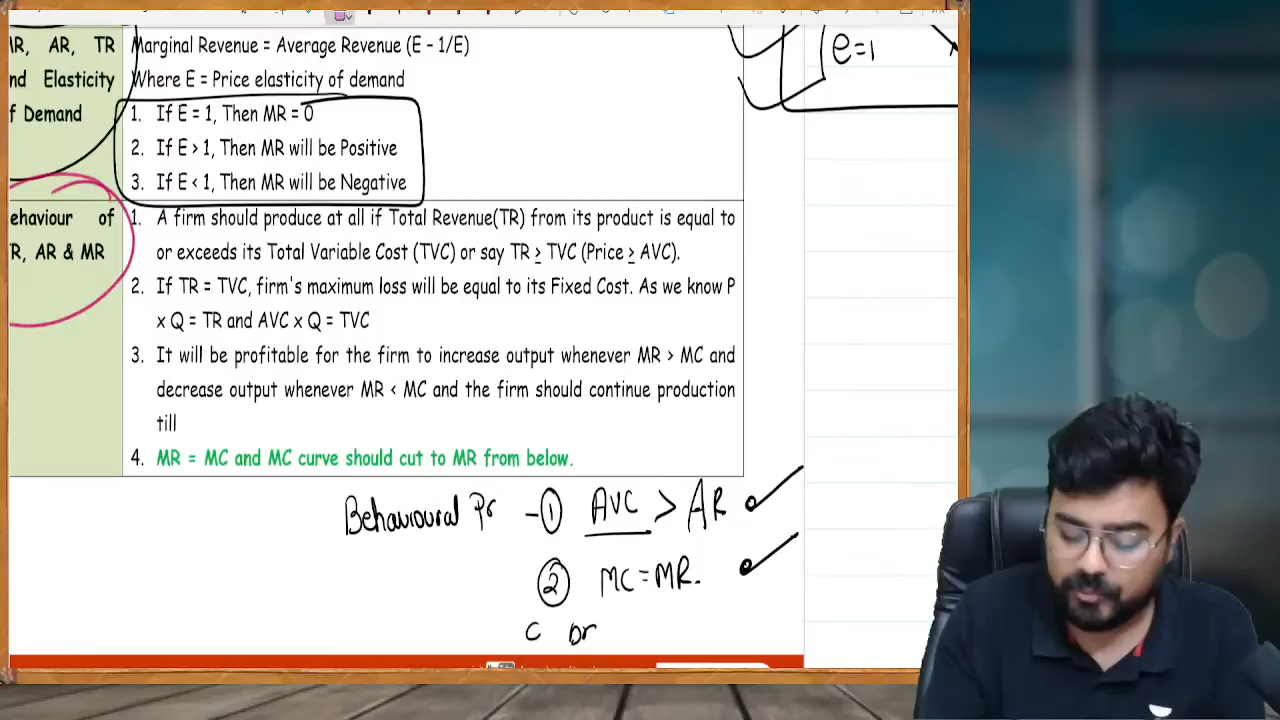 IR, AR, TR
nd Elasticity
f Demand
Marginal Revenue = Average Revenue (E - 1/E)
Where E = Price elasticity of demand
1. If E = 1, Then MR = 0
2. If E > 1, Then MR will be Positive
3. If E < 1, Then MR will be Negative
e=1
ehaviour of
R, AR & MR
1. A firm should produce at all if Total Revenue(TR) from its product is equal to
or exceeds its Total Variable Cost (TVC) or say TR ≥ TVC (Price ≥ AVC).
2. If TR = TVC, firm's maximum loss will be equal to its Fixed Cost. As we know P
x Q = TR and AVC x Q = TVC
3. It will be profitable for the firm to increase output whenever MR > MC and
decrease output whenever MR < MC and the firm should continue production
till
4. MR = MC and MC curve should cut to MR from below.
Behavioural Pr - 1 AVC > AR
2 MC = MR.
C or